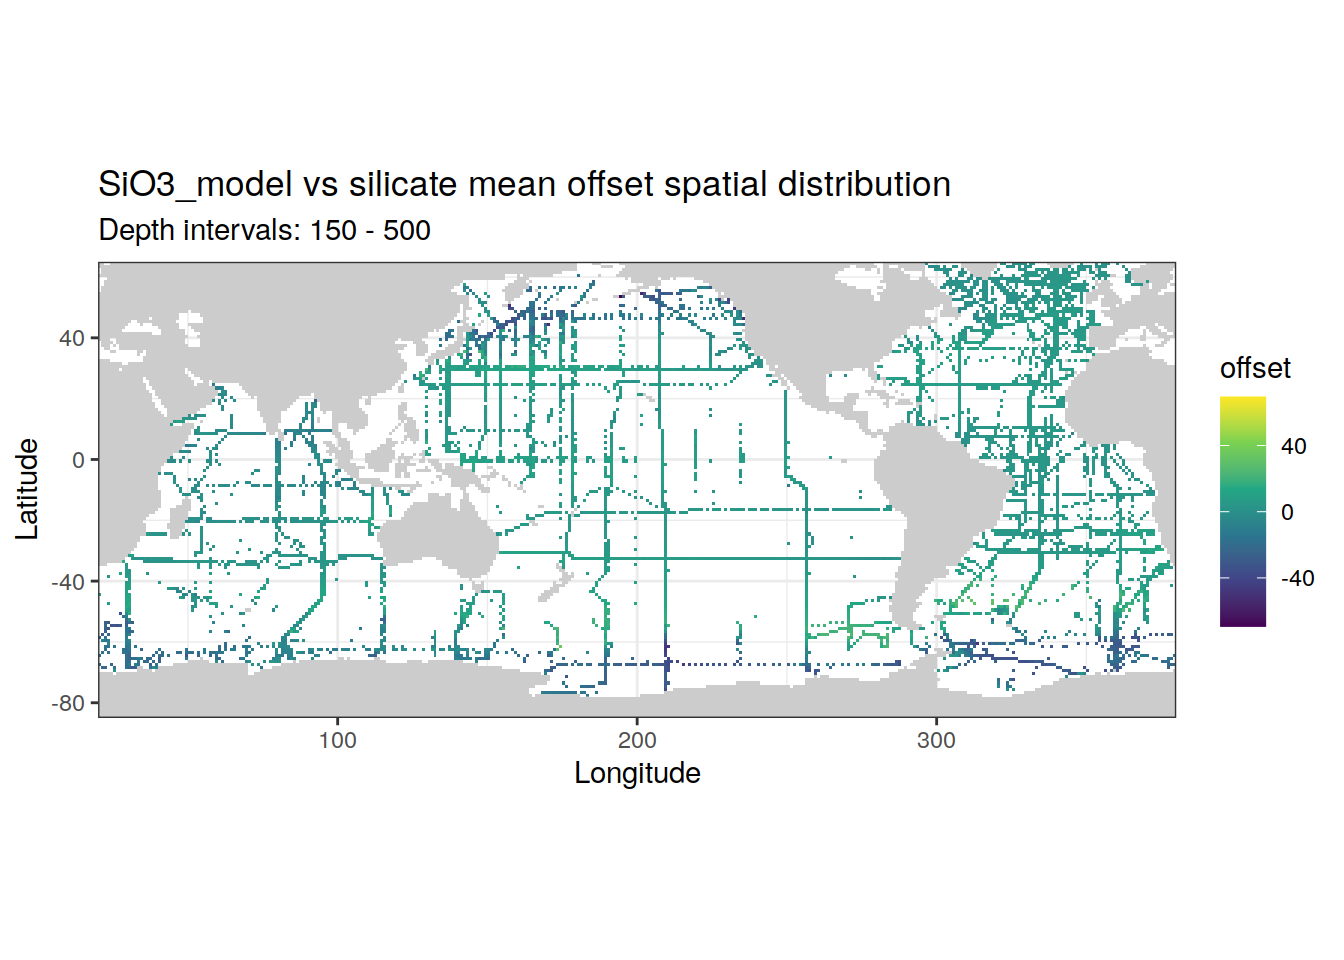 SiO3_model vs silicate mean offset spatial distribution
Depth intervals: 150 - 500
offset
40
0
-40
40
0
-40
-80
100
200
300
Longitude
Latitude